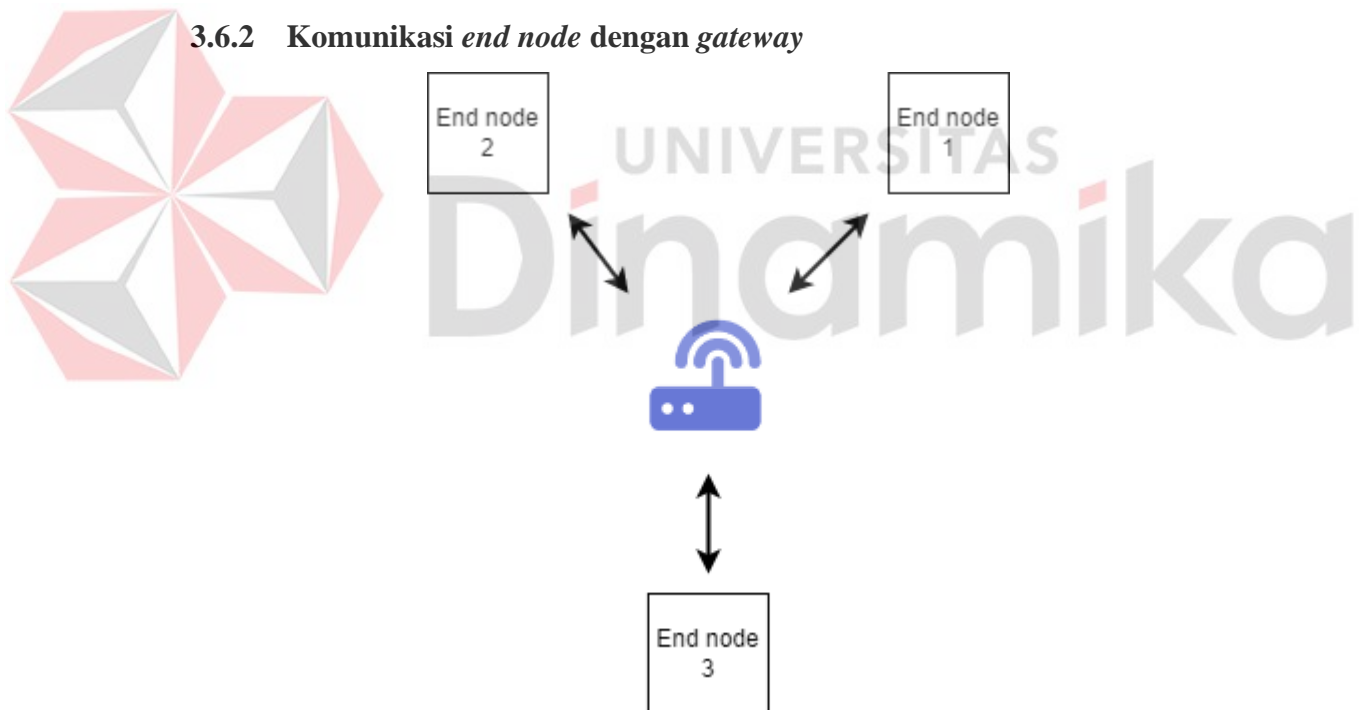 3.6.2 Komunikasi end node dengan gateway
End node
2
End node
1
UNIVERSITAS
Dinamika
End node
3